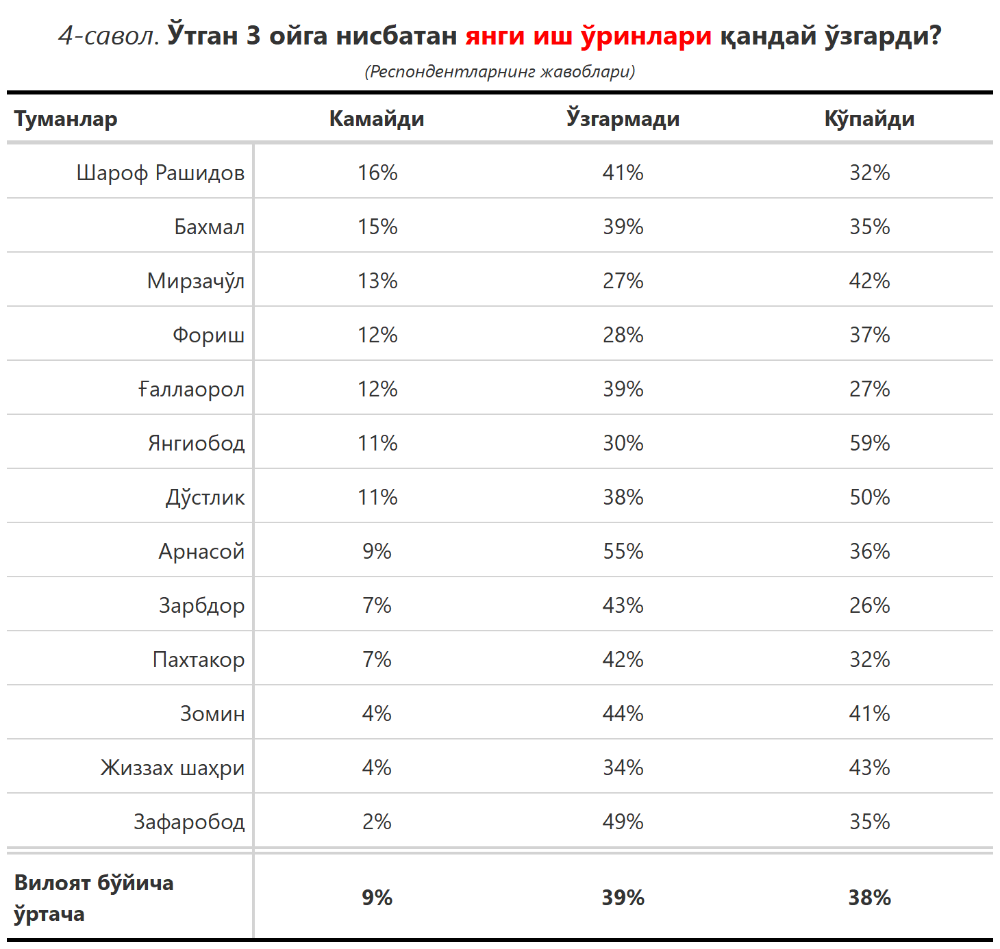 4-савол. Ўтган 3 ойга нисбатан янги иш ўринлари қандай ўзгарди?
(Респондентларнинг жавоблари)
Туманлар Камайди Ўзгармади Кўпайди
Шароф Рашидов 16% 41% 32%
Бахмал 15% 39% 35%
Мирзачўл 13% 27% 42%
Фориш 12% 28% 37%
Ғаллаорол 12% 39% 27%
Янгиобод 11% 30% 59%
Дўстлик 11% 38% 50%
Арнасой 9% 55% 36%
Зарбдор 7% 43% 26%
Пахтакор 7% 42% 32%
Зомин 4% 44% 41%
Жиззах шаҳри 4% 34% 43%
Зафаробод 2% 49% 35%
Вилоят бўйича
ўртача 9% 39% 38%